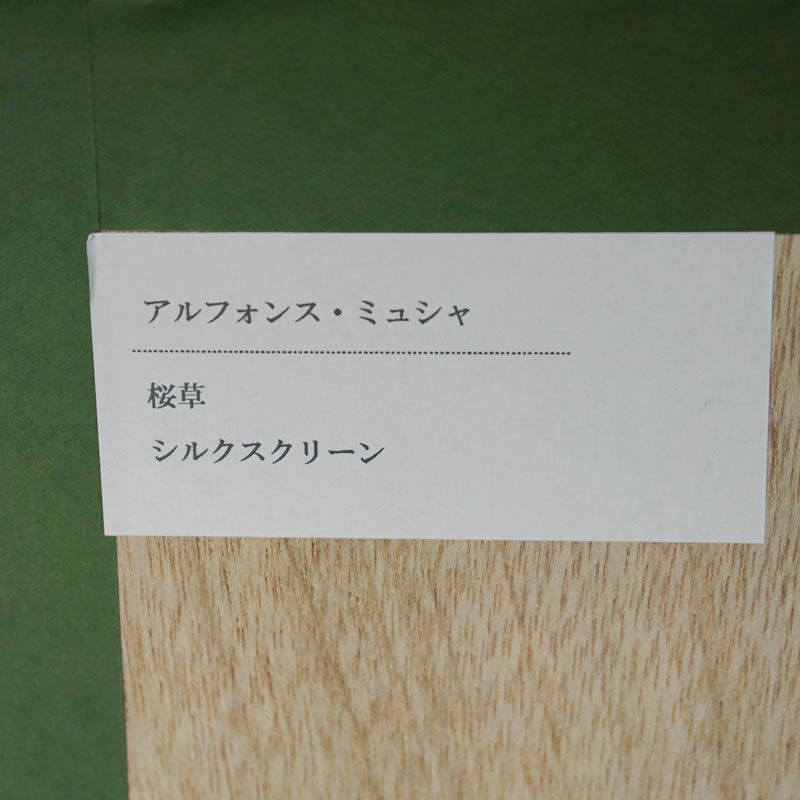 アルフォンス・ミュシャ
桜草
シルクスクリーン